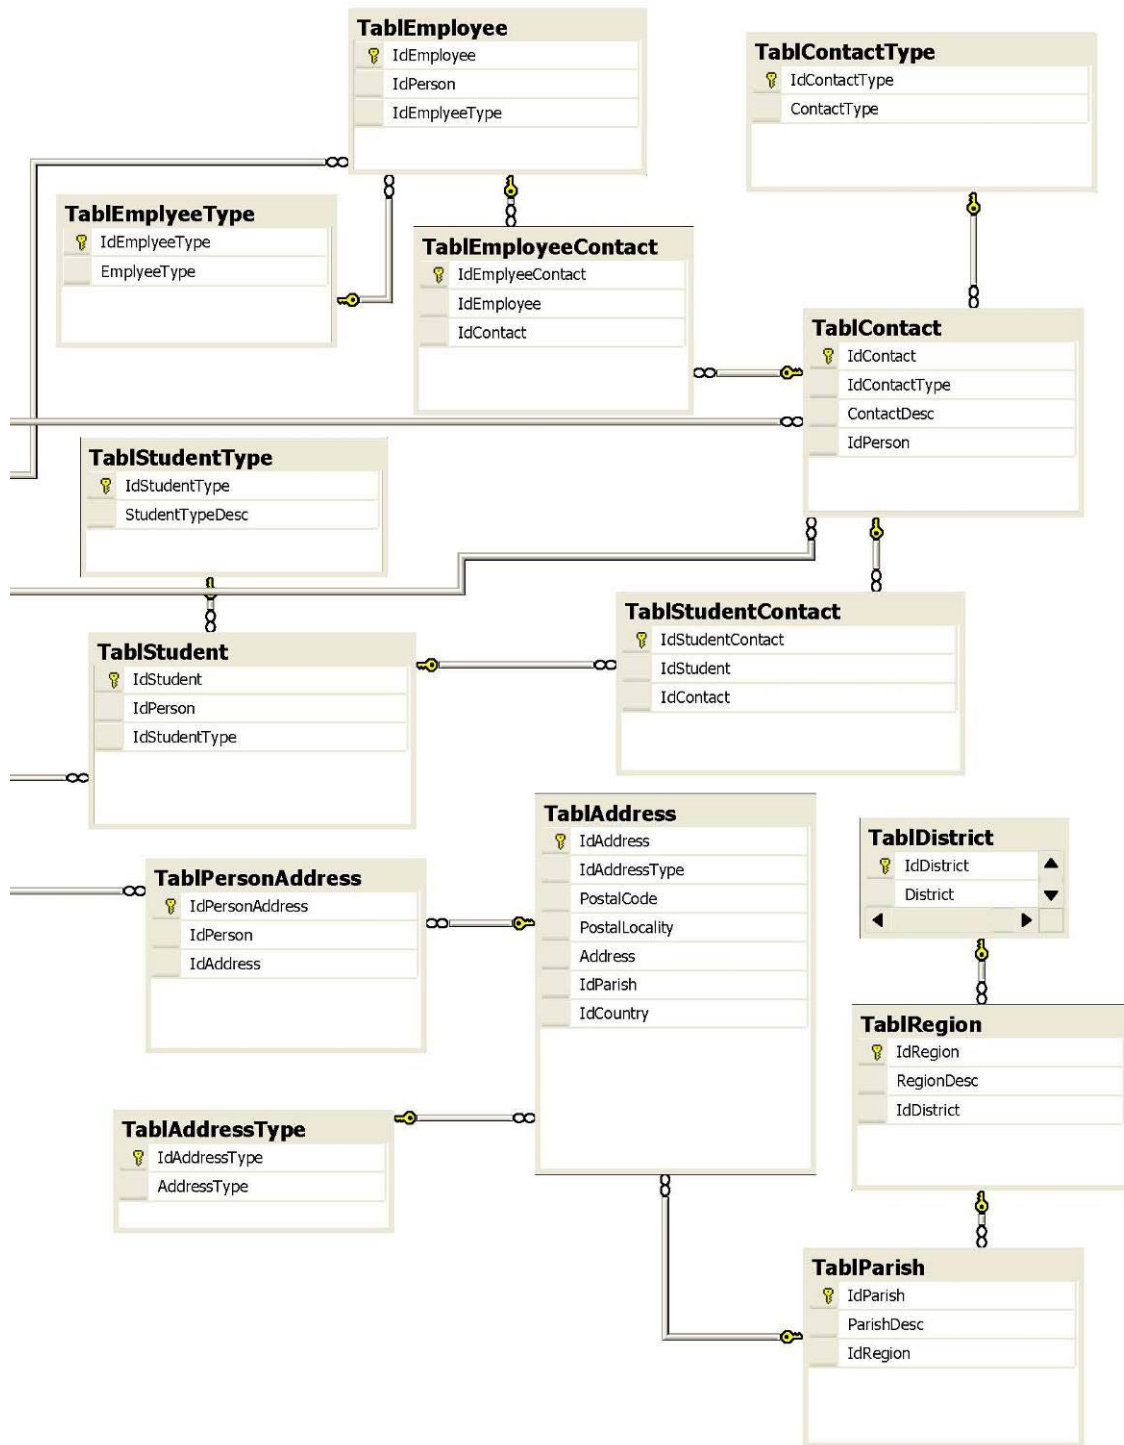 TablEmployee
IdEmployee
IdPerson
IdEmplyeeType
TablContactType
IdContactType
ContactType
TablEmplyeeType
IdEmplyeeType
EmplyeeType
TablEmployeeContact
IdEmplyeeContact
IdEmployee
IdContact
TablContact
IdContact
IdContactType
ContactDesc
IdPerson
TablStudentType
IdStudentType
StudentTypeDesc
TablStudentContact
IdStudentContact
IdStudent
IdContact
TablStudent
IdStudent
IdPerson
IdStudentType
TablAddress
IdAddress
IdAddressType
PostalCode
PostalLocality
Address
IdParish
IdCountry
TablDistrict
IdDistrict
District
TablPersonAddress
IdPersonAddress
IdPerson
IdAddress
TablRegion
IdRegion
RegionDesc
IdDistrict
TablAddressType
IdAddressType
AddressType
TablParish
IdParish
ParishDesc
IdRegion